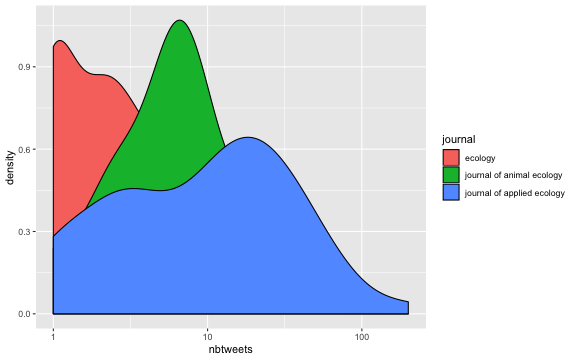 density
0.9
0.6
0.3
0.0
1
10
100
nbtweets
journal
ecology
journal of animal ecology
journal of applied ecology